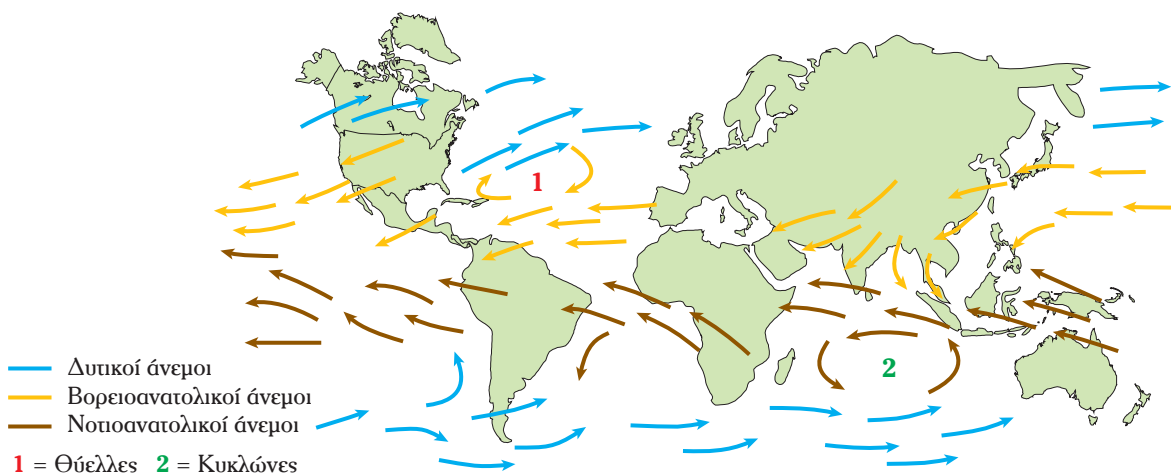 1
2
Δυτικοί άνεμοι
Βορειοανατολικοί άνεμοι
Νοτιοανατολικοί άνεμοι
1 = Θύελλες 2 = Κυκλώνες